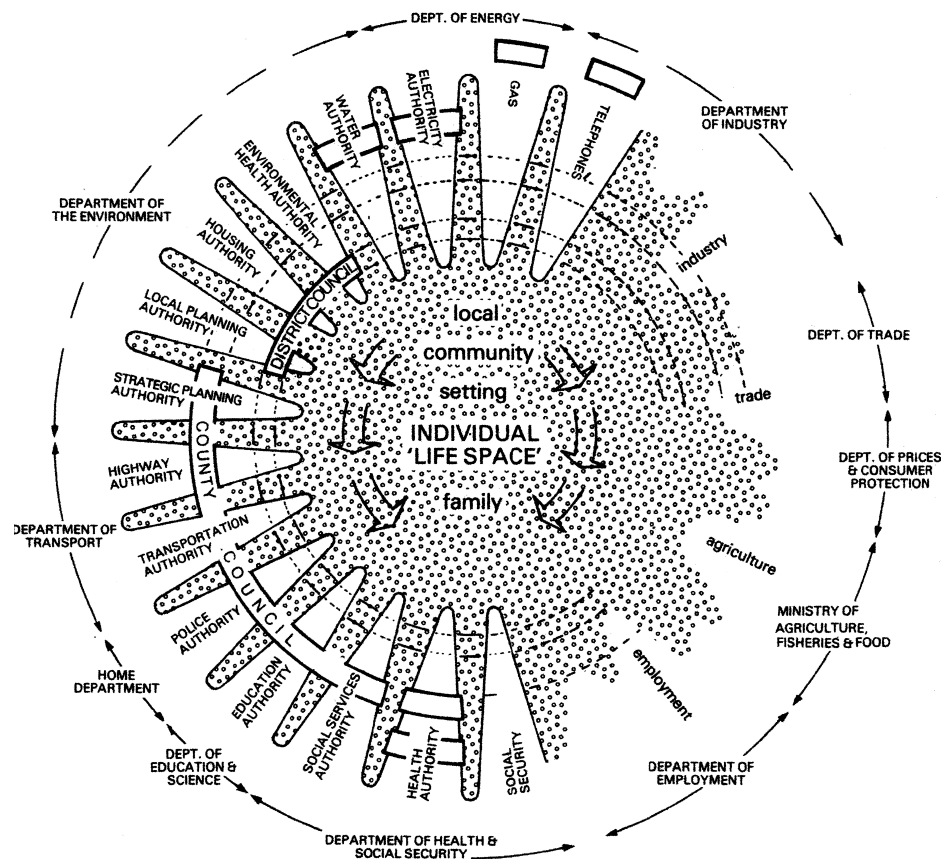 DEPT. OF ENERGY
DEPARTMENT
OF INDUSTRY
DEPT. OF TRADE
DEPT. OF PRICES
& CONSUMER
PROTECTION
MINISTRY OF
AGRICULTURE,
FISHERIES & FOOD
DEPARTMENT OF
EMPLOYMENT
DEPARTMENT OF HEALTH &
SOCIAL SECURITY
DEPT. OF
EDUCATION &
SCIENCE
HOME
DEPARTMENT
DEPARTMENT OF
TRANSPORT
DEPARTMENT OF
THE ENVIRONMENT
GAS
TELEPHONES
ELECTRICITY
AUTHORITY
WATER
AUTHORITY
ENVIRONMENTAL
HEALTH AUTHORITY
HOUSING
AUTHORITY
LOCAL PLANNING
AUTHORITY
STRATEGIC PLANNING
AUTHORITY
HIGHWAY
AUTHORITY
TRANSPORTATION
AUTHORITY
POLICE
AUTHORITY
EDUCATION
AUTHORITY
SOCIAL SERVICES
AUTHORITY
HEALTH
AUTHORITY
SOCIAL
SECURITY
DISTRICT COUNCIL
COUNTY
COUNCIL
industry
trade
agriculture
employment
local
community
setting
INDIVIDUAL
'LIFE SPACE'
family